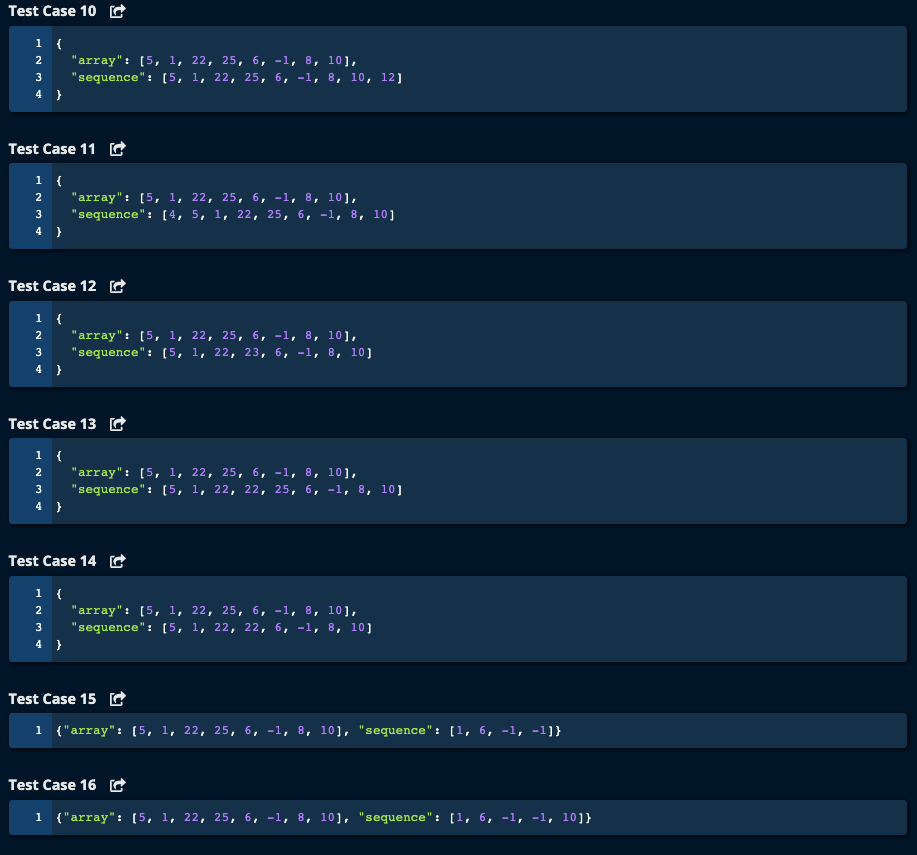 Test Case 10
1 {
2 "array": [5, 1, 22, 25, 6, -1, 8, 10],
3 "sequence": [5, 1, 22, 25, 6, -1, 8, 10, 12]
4 }
Test Case 11
1 {
2 "array": [5, 1, 22, 25, 6, -1, 8, 10],
3 "sequence": [4, 5, 1, 22, 25, 6, -1, 8, 10]
4 }
Test Case 12
1 {
2 "array": [5, 1, 22, 25, 6, -1, 8, 10],
3 "sequence": [5, 1, 22, 23, 6, -1, 8, 10]
4 }
Test Case 13
1 {
2 "array": [5, 1, 22, 25, 6, -1, 8, 10],
3 "sequence": [5, 1, 22, 22, 25, 6, -1, 8, 10]
4 }
Test Case 14
1 {
2 "array": [5, 1, 22, 25, 6, -1, 8, 10],
3 "sequence": [5, 1, 22, 22, 6, -1, 8, 10]
4 }
Test Case 15
1 {"array": [5, 1, 22, 25, 6, -1, 8, 10], "sequence": [1, 6, -1, -1]}
Test Case 16
1 {"array": [5, 1, 22, 25, 6, -1, 8, 10], "sequence": [1, 6, -1, -1, 10]}